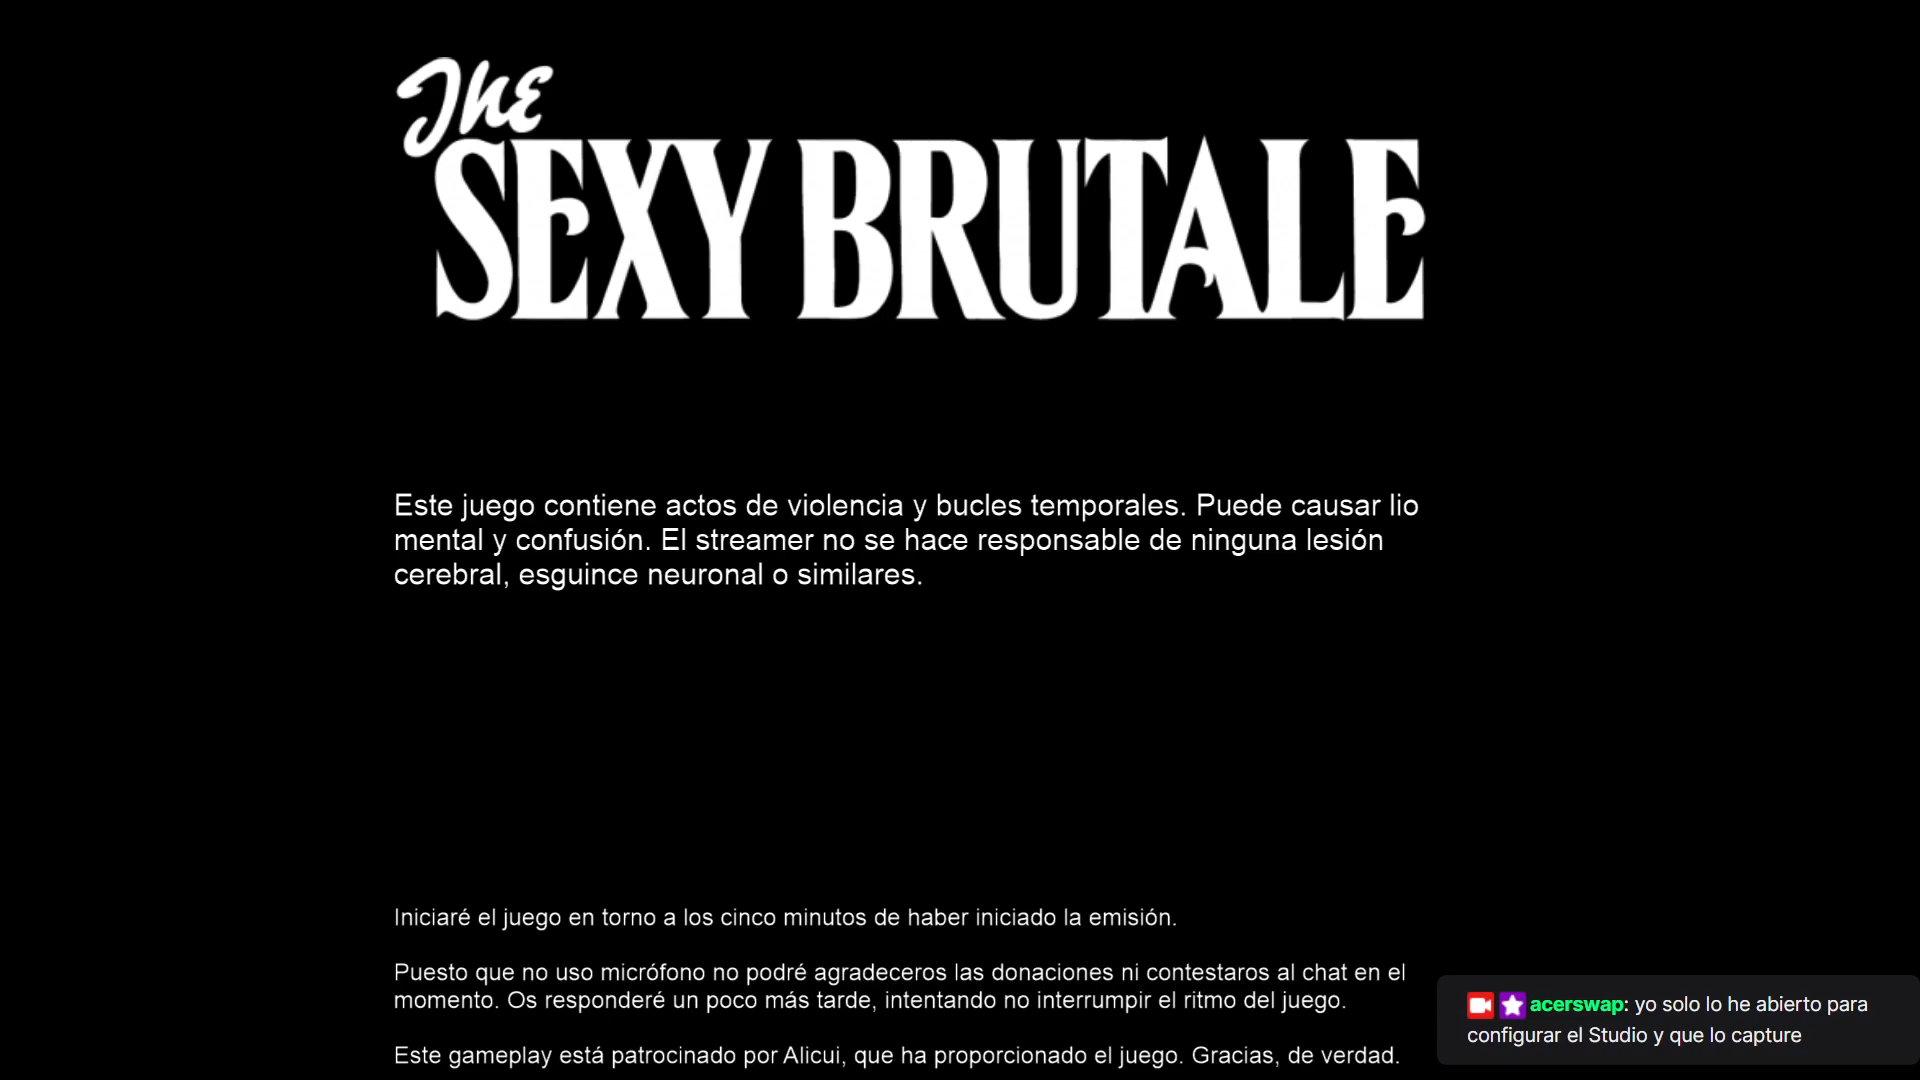 The
SEXY BRUTALE
Este juego contiene actos de violencia y bucles temporales. Puede causar lio
mental y confusión. El streamer no se hace responsable de ninguna lesión
cerebral, esguince neuronal o similares.
Iniciaré el juego en torno a los cinco minutos de haber iniciado la emisión.
Puesto que no uso micrófono no podré agradeceros las donaciones ni contestaros al chat en el
momento. Os responderé un poco más tarde, intentando no interrumpir el ritmo del juego.
Este gameplay está patrocinado por Alicui, que ha proporcionado el juego. Gracias, de verdad.
acerswap: yo solo lo he abierto para
configurar el Studio y que lo capture